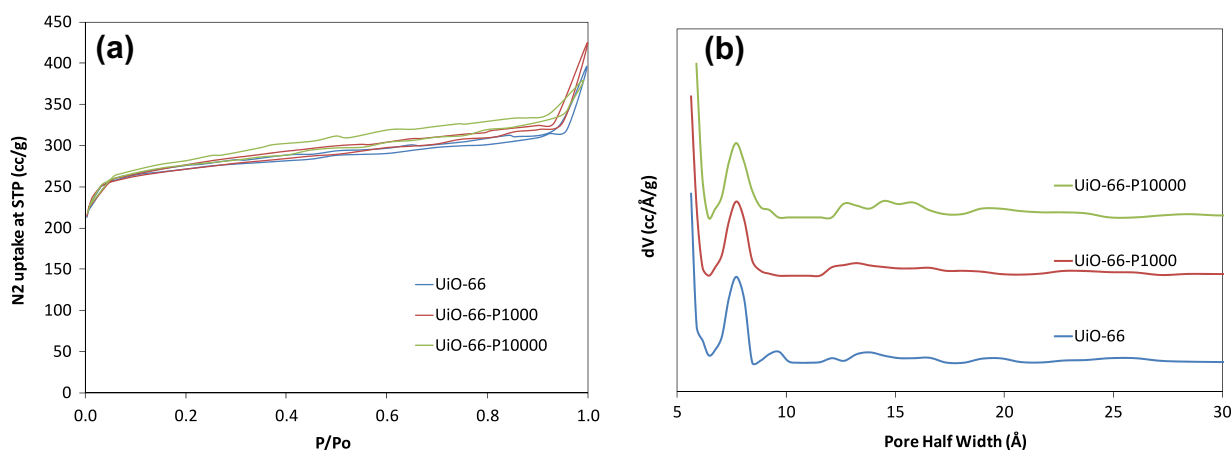 (a)
N2 uptake at STP (cc/g)
450
400
350
300
250
200
150
100
50
0
UiO-66
UiO-66-P1000
UiO-66-P10000
0.0 0.2 0.4 0.6 0.8 1.0
P/Po
(b)
dV (cc/Å/g)
UiO-66-P10000
UiO-66-P1000
UiO-66
5 10 15 20 25 30
Pore Half Width (Å)